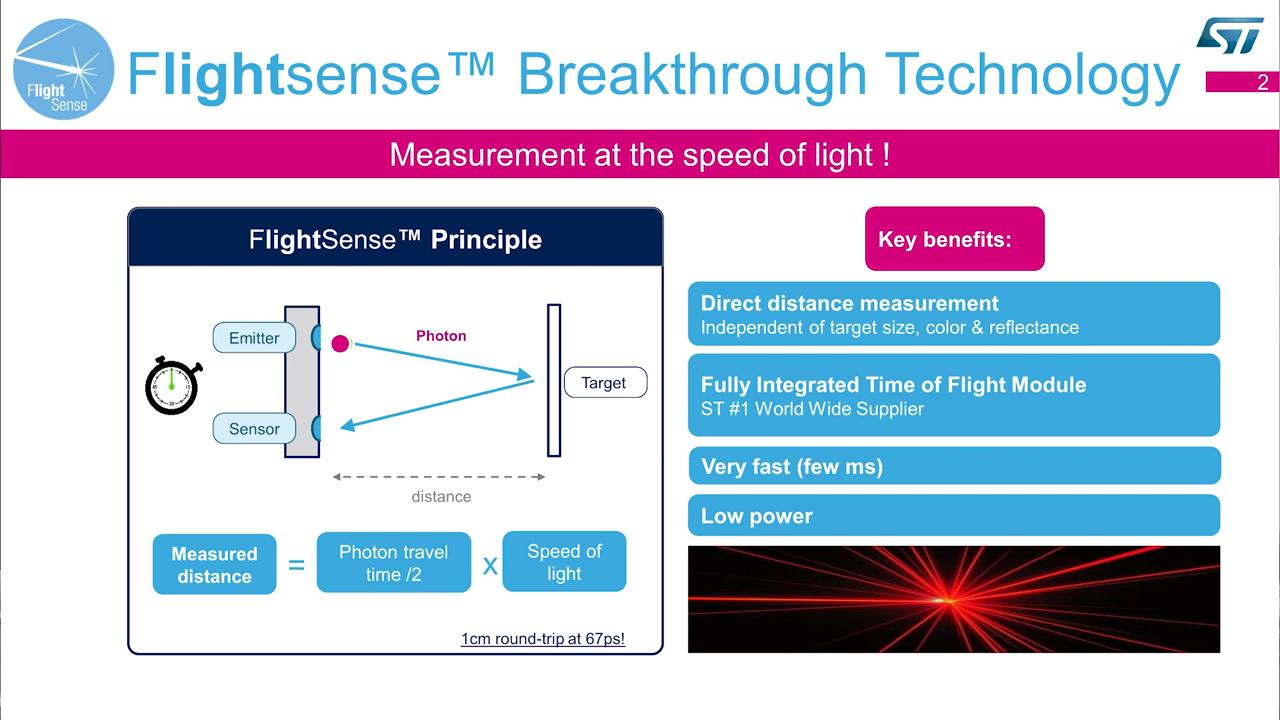 Flight
Sense
Flightsense™ Breakthrough Technology
ST
2
Measurement at the speed of light !
FlightSense™ Principle
Emitter
Photon
Target
Sensor
distance
Measured
distance
=
Photon travel
time /2
x
Speed of
light
1cm round-trip at 67ps!
Key benefits:
Direct distance measurement
Independent of target size, color & reflectance
Fully Integrated Time of Flight Module
ST #1 World Wide Supplier
Very fast (few ms)
Low power